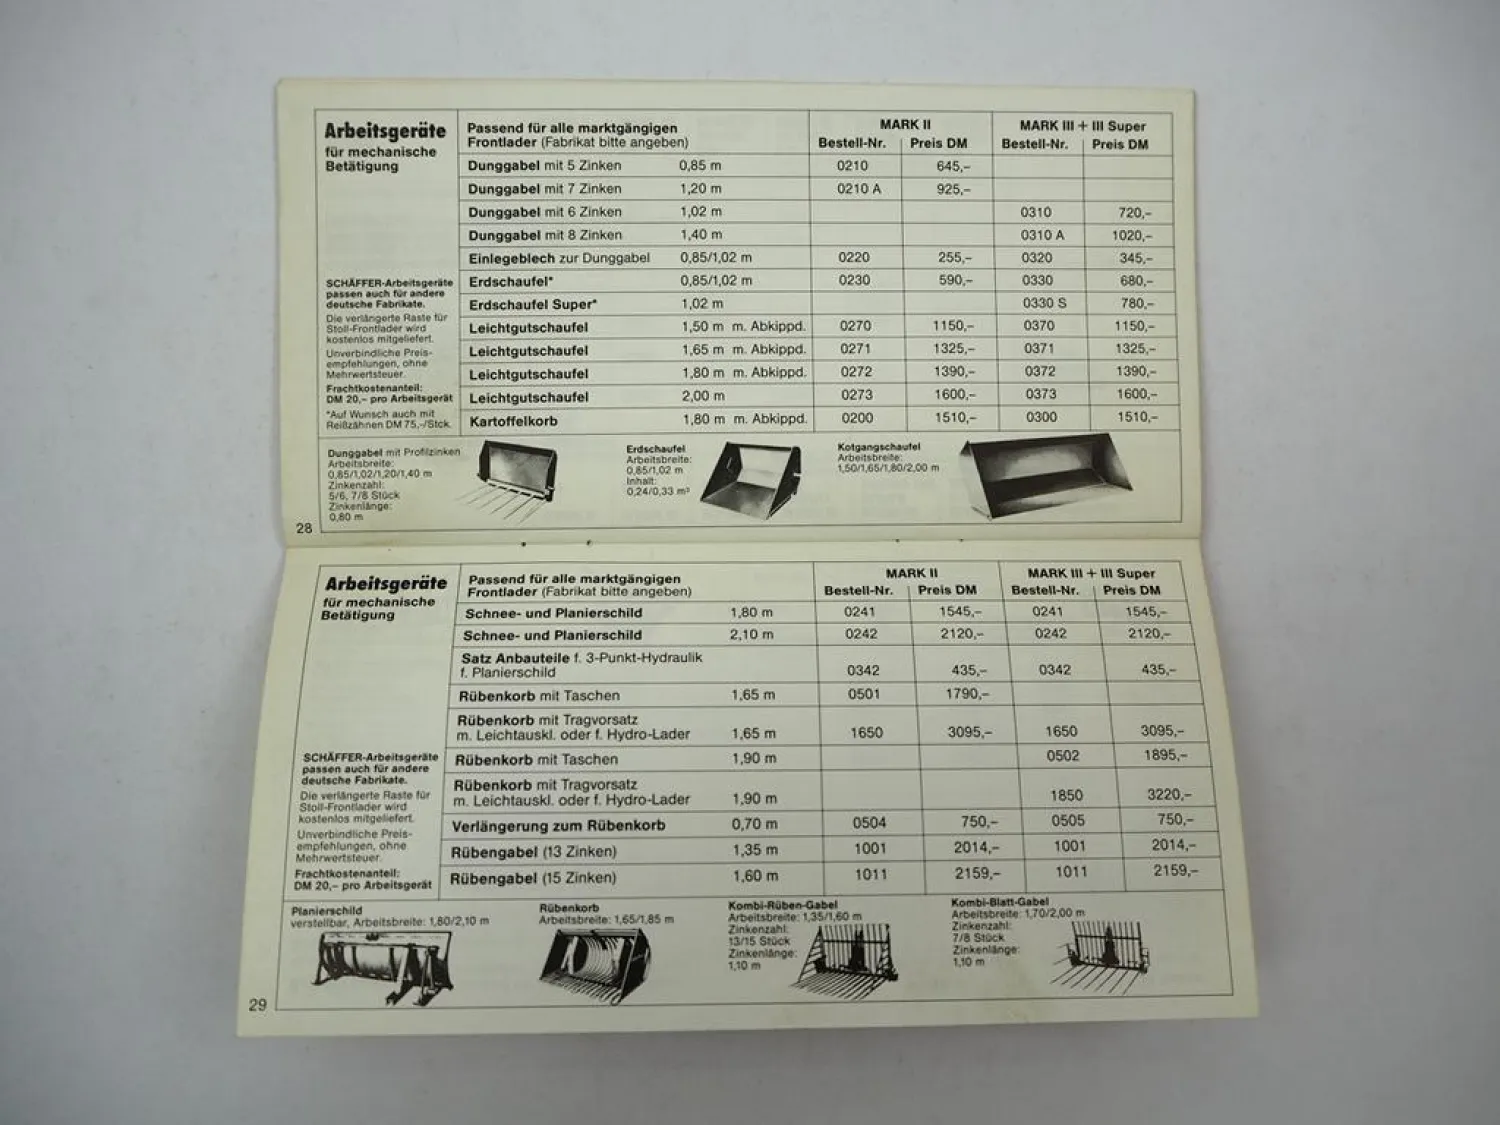 Arbeitsgeräte
für mechanische
Betätigung
SCHÄFFER-Arbeitsgeräte
passen auch für andere
deutsche Fabrikate.
Die verlängerte Raste für
Stoll-Frontlader wird
kostenlos mitgeliefert.
Unverbindliche Preis-
empfehlungen, ohne
Mehrwertsteuer.
Frachtkostenanteil:
DM 20,- pro Arbeitsgerät
*Auf Wunsch auch mit
Reißzähnen DM 75,-/Stck.
Passend für alle marktgängigen MARK II MARK III + III Super
Frontlader (Fabrikat bitte angeben) Bestell-Nr. Preis DM Bestell-Nr. Preis DM
Dunggabel mit 5 Zinken 0,85 m 0210 645,-
Dunggabel mit 7 Zinken 1,20 m 0210 A 925,-
Dunggabel mit 6 Zinken 1,02 m 0310 720,-
Dunggabel mit 8 Zinken 1,40 m 0310 A 1020,-
Einlegeblech zur Dunggabel 0,85/1,02 m 0220 255,- 0320 345,-
Erdschaufel* 0,85/1,02 m 0230 590,- 0330 680,-
Erdschaufel Super* 1,02 m 0330 S 780,-
Leichtgutschaufel 1,50 m m. Abkippd. 0270 1150,- 0370 1150,-
Leichtgutschaufel 1,65 m m. Abkippd. 0271 1325,- 0371 1325,-
Leichtgutschaufel 1,80 m m. Abkippd. 0272 1390,- 0372 1390,-
Leichtgutschaufel 2,00 m 0273 1600,- 0373 1600,-
Kartoffelkorb 1,80 m m. Abkippd. 0200 1510,- 0300 1510,-
Dunggabel mit Profilzinken
Arbeitsbreite:
0,85/1,02/1,20/1,40 m
Zinkenzahl:
5/6, 7/8 Stück
Zinkenlänge:
0,80 m
Erdschaufel
Arbeitsbreite:
0,85/1,02 m
Inhalt:
0,24/0,33 m³
Kotgangschaufel
Arbeitsbreite:
1,50/1,65/1,80/2,00 m
28
Arbeitsgeräte
für mechanische
Betätigung
SCHÄFFER-Arbeitsgeräte
passen auch für andere
deutsche Fabrikate.
Die verlängerte Raste für
Stoll-Frontlader wird
kostenlos mitgeliefert.
Unverbindliche Preis-
empfehlungen, ohne
Mehrwertsteuer.
Frachtkostenanteil:
DM 20,- pro Arbeitsgerät
Passend für alle marktgängigen MARK II MARK III + III Super
Frontlader (Fabrikat bitte angeben) Bestell-Nr. Preis DM Bestell-Nr. Preis DM
Schnee- und Planierschild 1,80 m 0241 1545,- 0241 1545,-
Schnee- und Planierschild 2,10 m 0242 2120,- 0242 2120,-
Satz Anbauteile f. 3-Punkt-Hydraulik
f. Planierschild 0342 435,- 0342 435,-
Rübenkorb mit Taschen 1,65 m 0501 1790,-
Rübenkorb mit Tragvorsatz
m. Leichtauskl. oder f. Hydro-Lader 1,65 m 1650 3095,- 1650 3095,-
Rübenkorb mit Taschen 1,90 m 0502 1895,-
Rübenkorb mit Tragvorsatz
m. Leichtauskl. oder f. Hydro-Lader 1,90 m 1850 3220,-
Verlängerung zum Rübenkorb 0,70 m 0504 750,- 0505 750,-
Rübengabel (13 Zinken) 1,35 m 1001 2014,- 1001 2014,-
Rübengabel (15 Zinken) 1,60 m 1011 2159,- 1011 2159,-
Planierschild
verstellbar, Arbeitsbreite: 1,80/2,10 m
Rübenkorb
Arbeitsbreite: 1,65/1,85 m
Kombi-Rüben-Gabel
Arbeitsbreite: 1,35/1,60 m
Zinkenzahl:
13/15 Stück
Zinkenlänge:
1,10 m
Kombi-Blatt-Gabel
Arbeitsbreite: 1,70/2,00 m
Zinkenzahl:
7/8 Stück
Zinkenlänge:
1,10 m
29